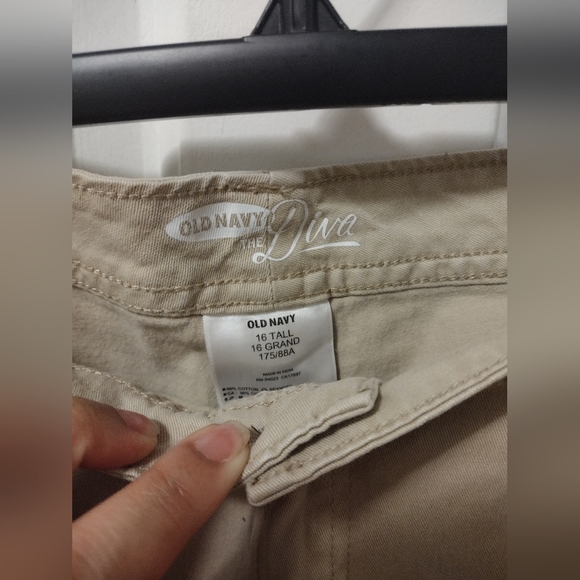 OLD NAVY
THE Diva
OLD NAVY
16 TALL
16 GRAND
175/88A